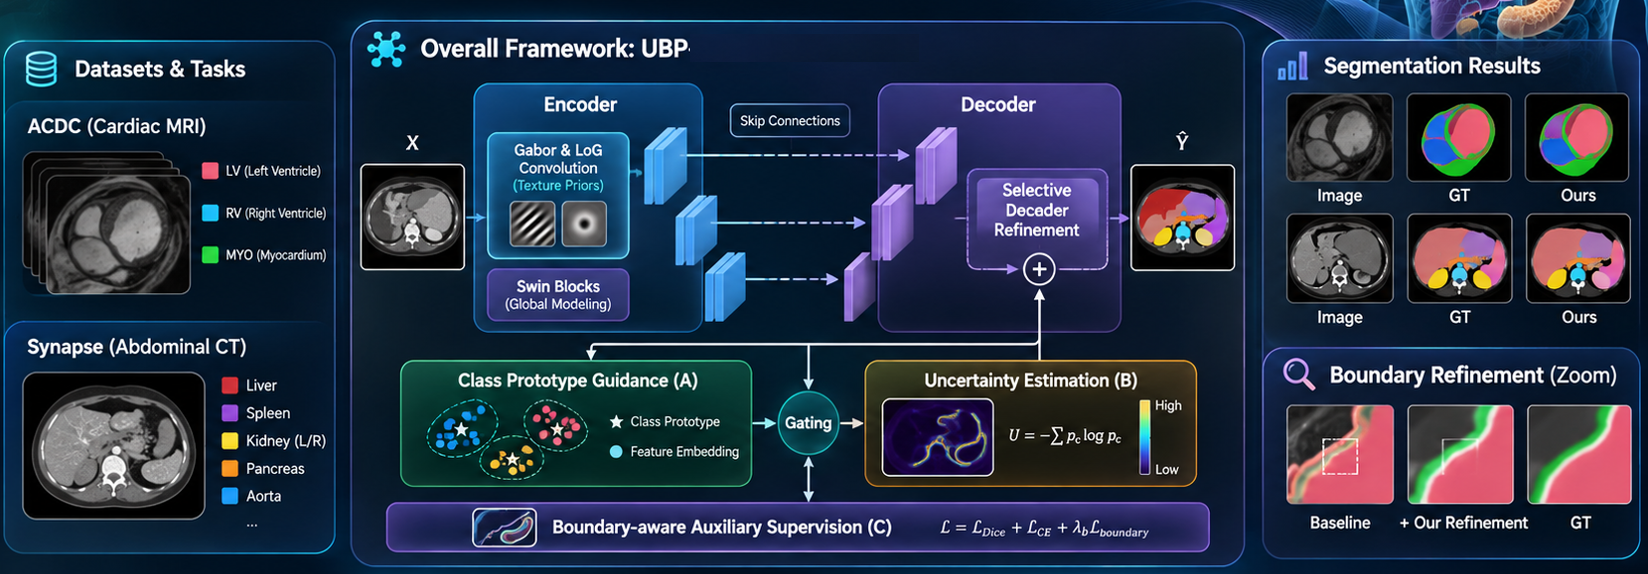 Datasets & Tasks
ACDC (Cardiac MRI)
LV (Left Ventricle)
RV (Right Ventricle)
MYO (Myocardium)
Synapse (Abdominal CT)
Liver
Spleen
Kidney (L/R)
Pancreas
Aorta
...
Overall Framework: UBP
X
Encoder
Gabor & LoG
Convolution
(Texture Priors)
Swin Blocks
(Global Modeling)
Skip Connections
Decoder
Selective
Decader
Refinement
+
Ŷ
Class Prototype Guidance (A)
Class Prototype
Feature Embedding
Gating
Uncertainty Estimation (B)
U = −∑ p_c log p_c
High
Low
Boundary-aware Auxiliary Supervision (C)
ℒ = ℒ_Dice + ℒ_CE + λ_b ℒ_boundary
Segmentation Results
Image GT Ours
Image GT Ours
Boundary Refinement (Zoom)
Baseline + Our Refinement GT